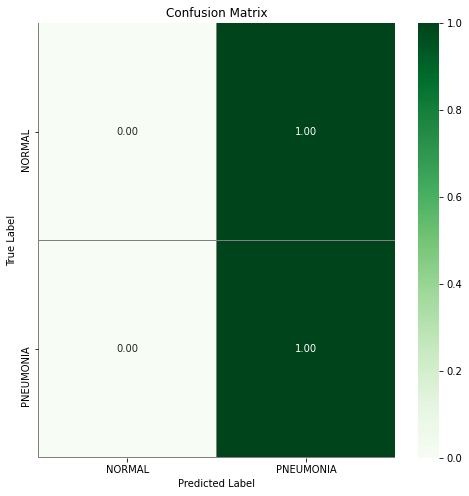 Confusion Matrix
1.0
0.8
0.6
0.4
0.2
0.0
True Label
NORMAL
0.00
1.00
PNEUMONIA
0.00
1.00
NORMAL
PNEUMONIA
Predicted Label